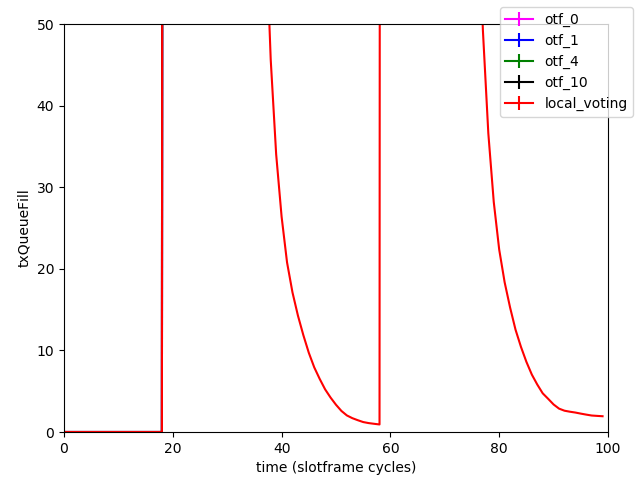 otf_0
otf_1
otf_4
otf_10
local_voting
50
40
30
20
10
0
txQueueFill
0 20 40 60 80 100
time (slotframe cycles)